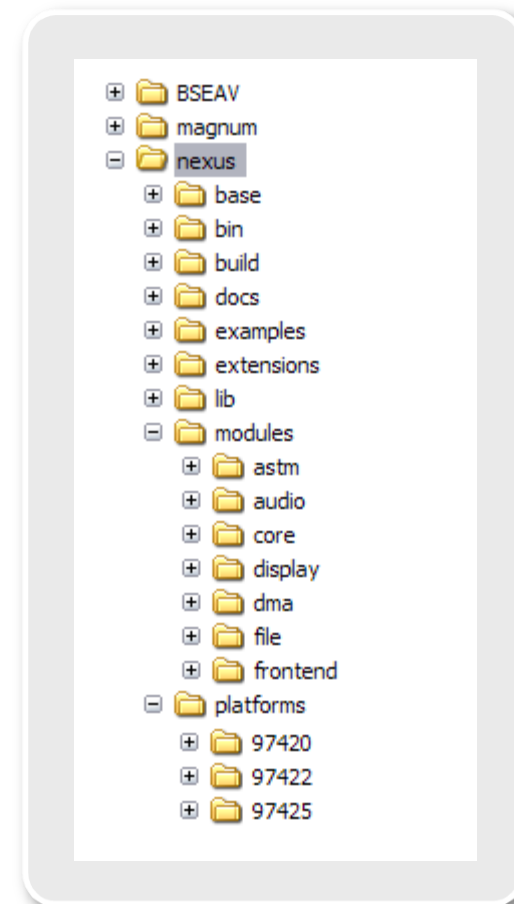 BSEAV
magnum
nexus
base
bin
build
docs
examples
extensions
lib
modules
astm
audio
core
display
dma
file
frontend
platforms
97420
97422
97425